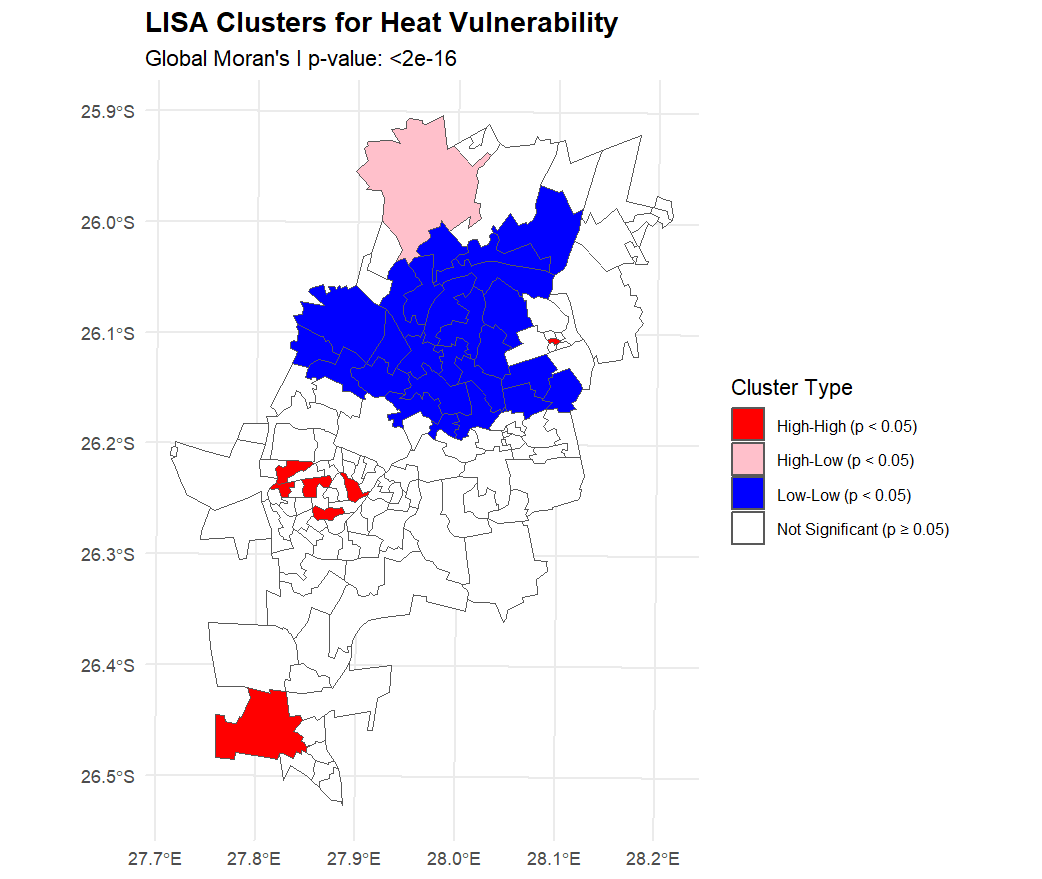 LISA Clusters for Heat Vulnerability
Global Moran's I p-value: <2e-16
25.9°S
26.0°S
26.1°S
26.2°S
26.3°S
26.4°S
26.5°S
27.7°E
27.8°E
27.9°E
28.0°E
28.1°E
28.2°E
Cluster Type
High-High (p < 0.05)
High-Low (p < 0.05)
Low-Low (p < 0.05)
Not Significant (p ≥ 0.05)